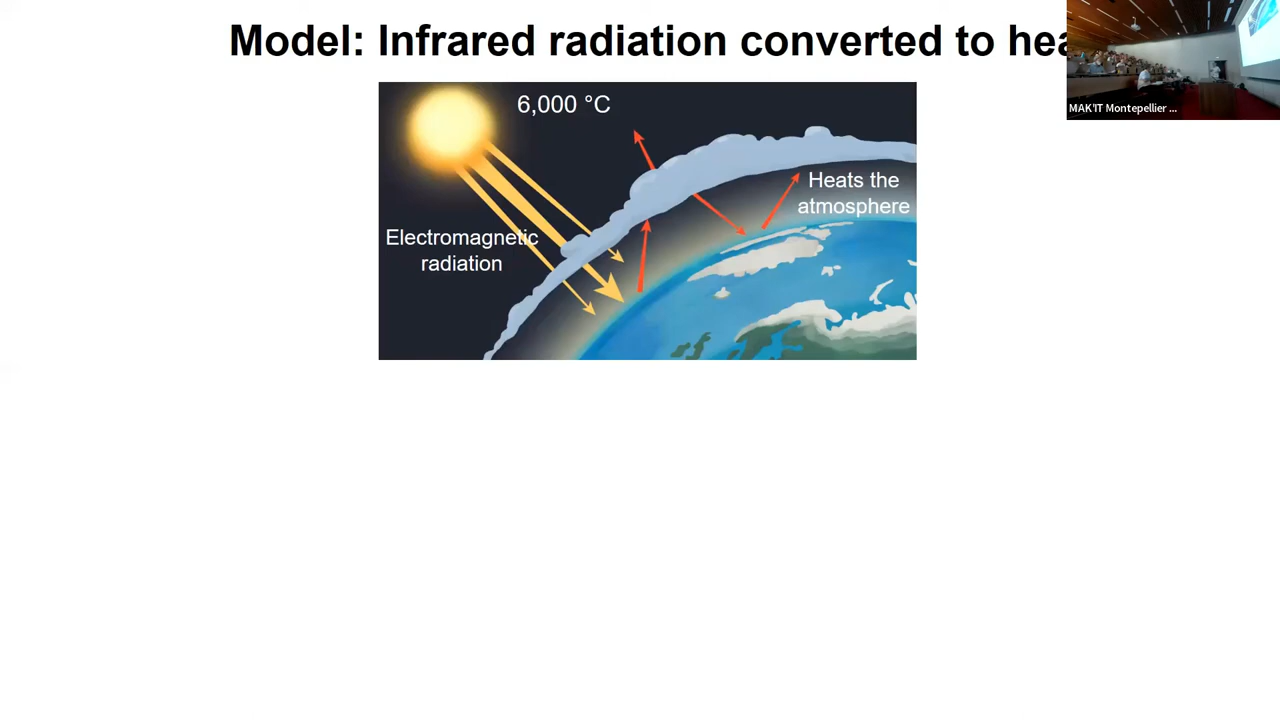 Model: Infrared radiation converted to hea
6,000 °C
Heats the
atmosphere
Electromagnetic
radiation
MAK'IT Montepellier ...